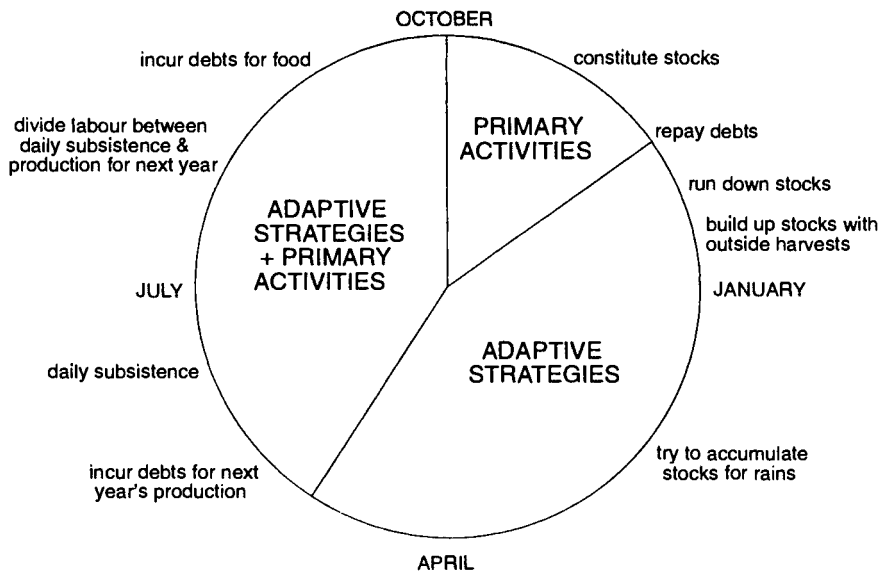 OCTOBER
constitute stocks
PRIMARY
ACTIVITIES
repay debts
run down stocks
build up stocks with
outside harvests
JANUARY
ADAPTIVE
STRATEGIES
try to accumulate
stocks for rains
APRIL
incur debts for next
year's production
daily subsistence
JULY
ADAPTIVE
STRATEGIES
+ PRIMARY
ACTIVITIES
divide labour between
daily subsistence &
production for next year
incur debts for food